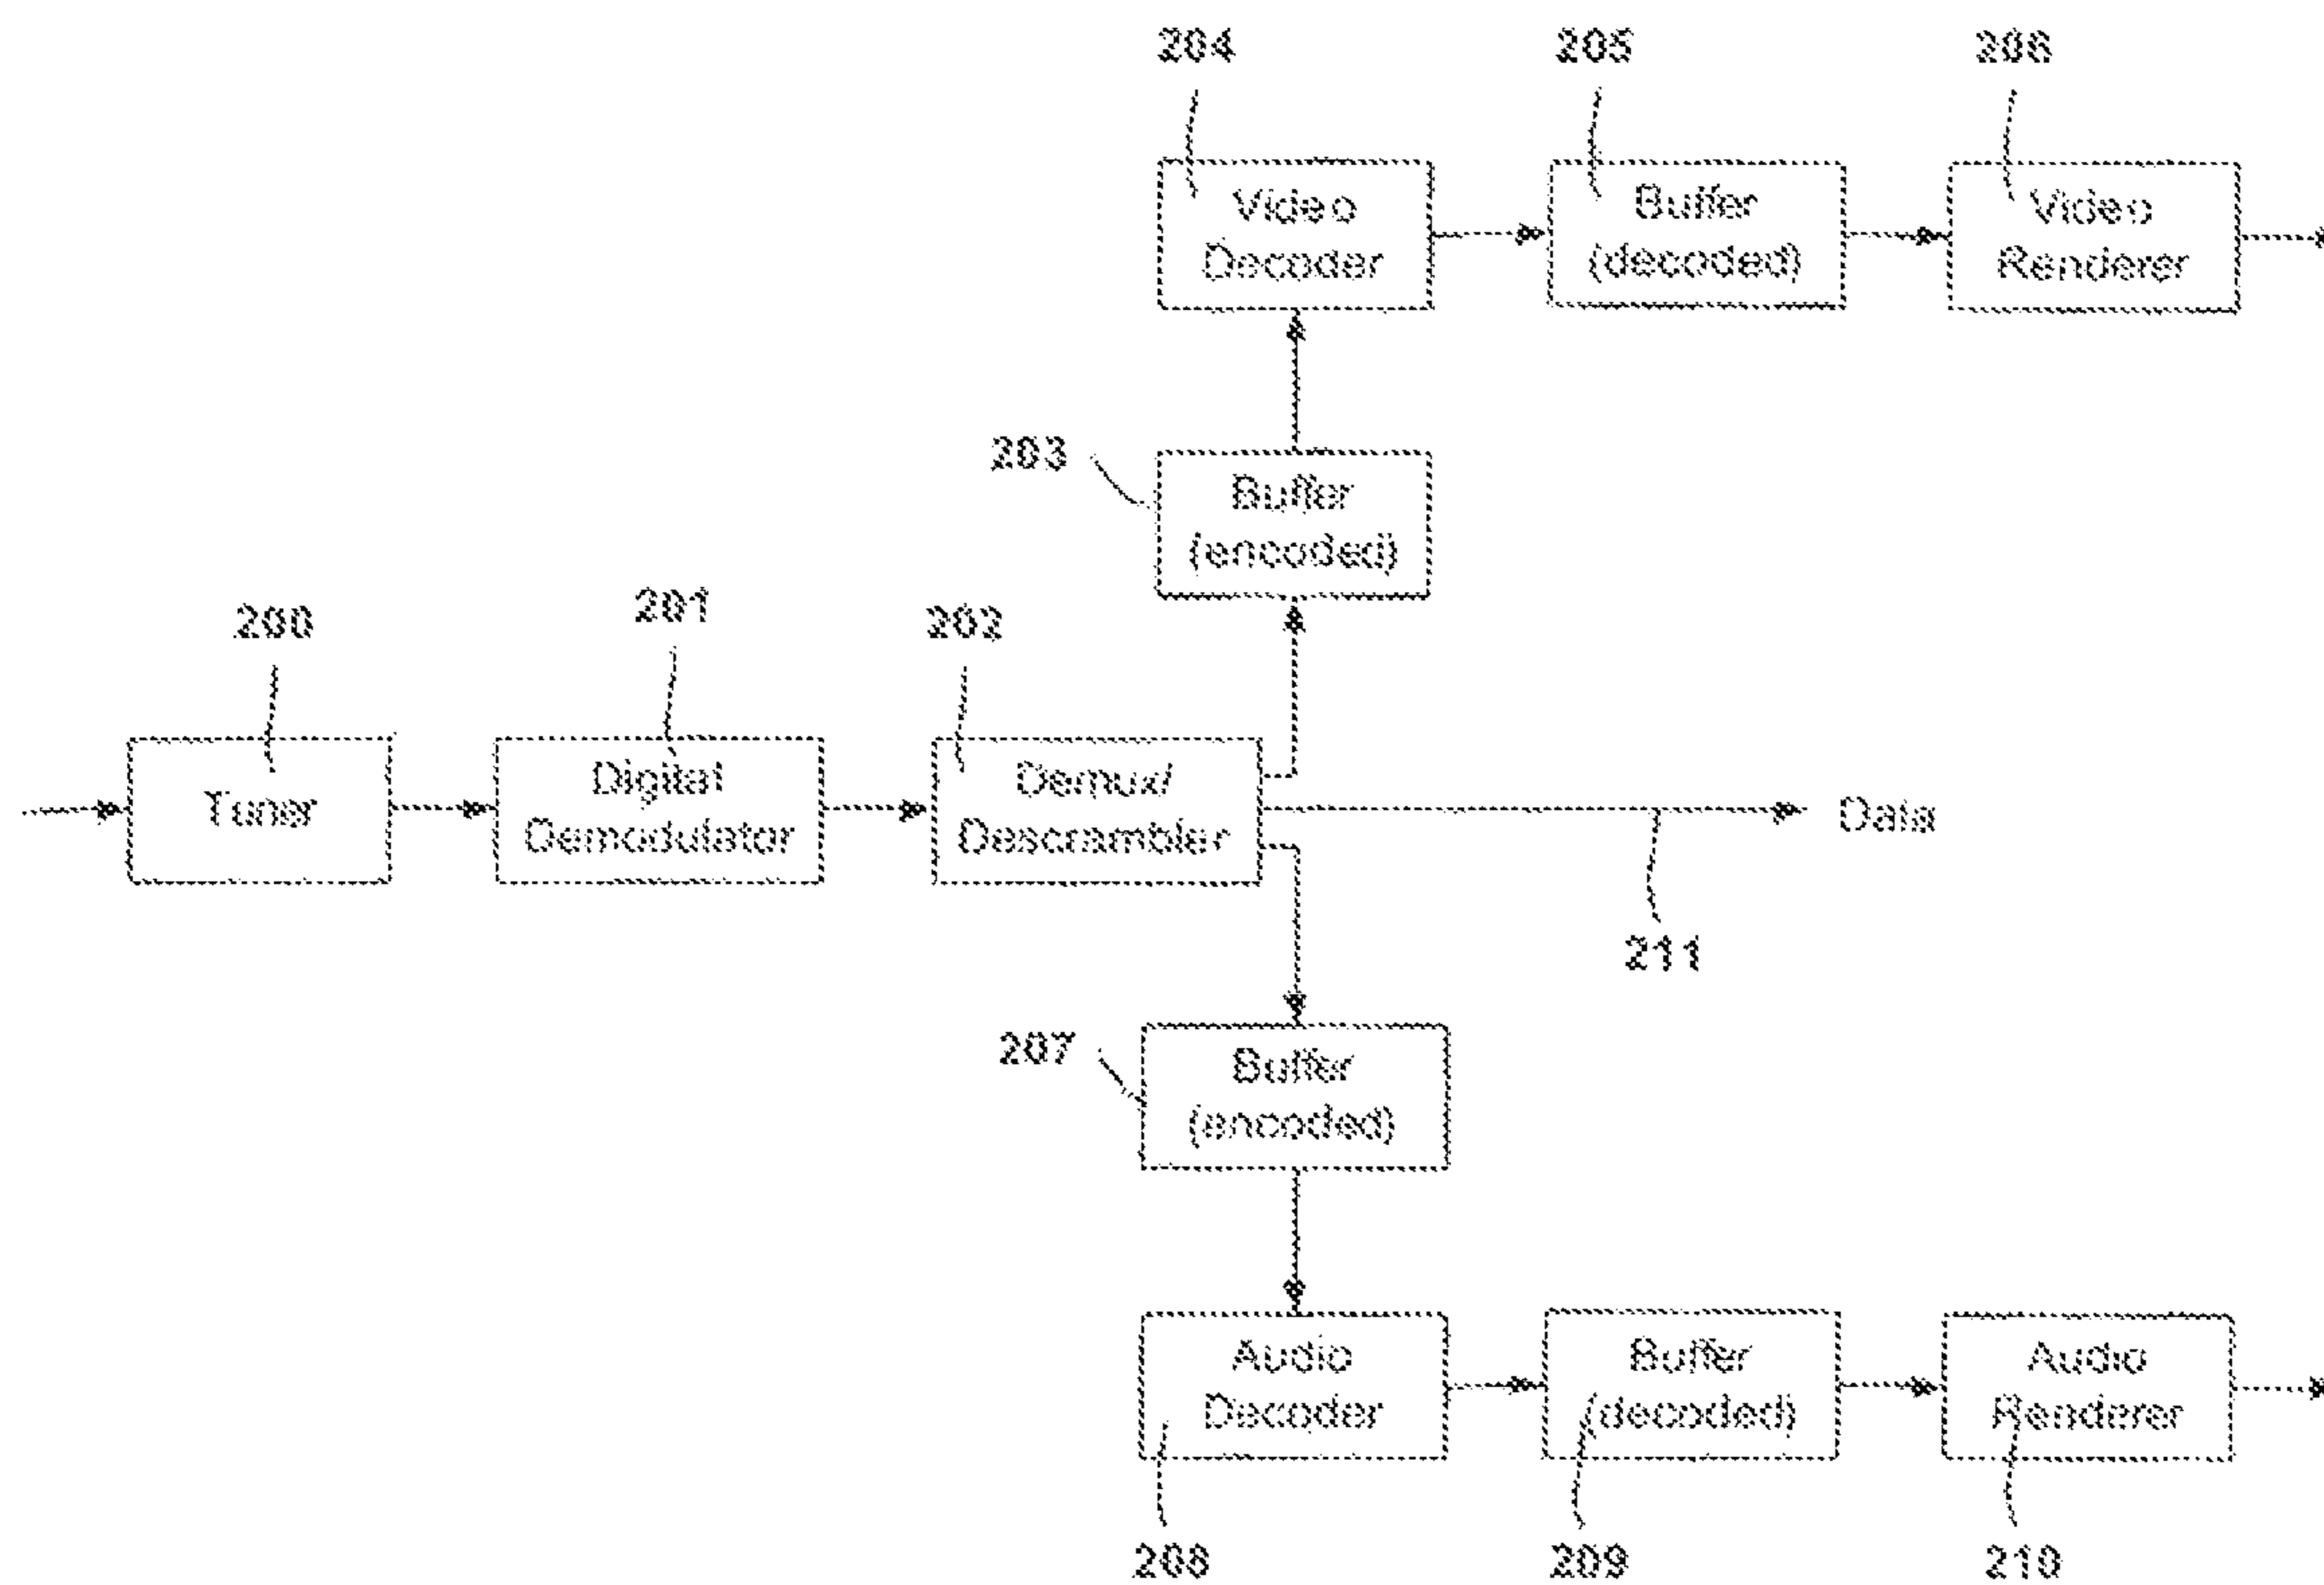 204
205
206
Video
Decoder
Buffer
(decoded)
Video
Renderer
203
Buffer
(encoded)
200
201
202
Tuner
Digital
Demodulator
Demux/
Descrambler
Data
211
207
Buffer
(encoded)
Audio
Decoder
Buffer
(decoded)
Audio
Renderer
208
209
210